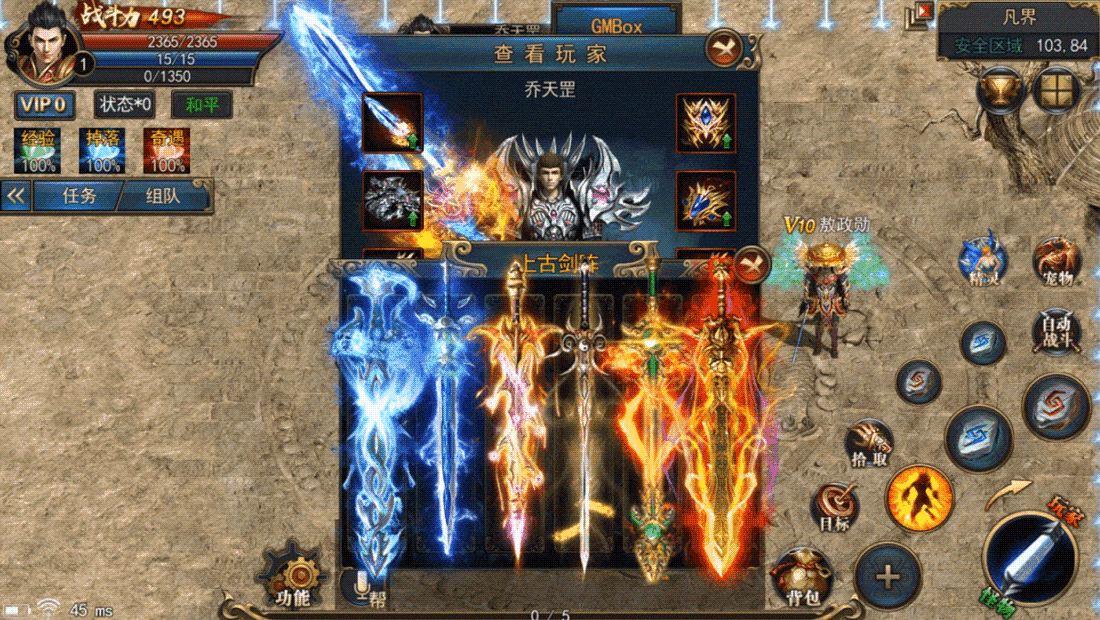 战斗力 493
乔天罡
GMBox
凡界
安全区域 103,84
2365/2365
15/15
0/1350
1
查看玩家
乔天罡
VIP 0
状态*0
和平
经验
100%
掉落
100%
奇遇
100%
任务
组队
上古剑阵
V10 敖政勋
精灵
宠物
自动
战斗
拾取
目标
玩家
怪物
功能
帮
背包
45 ms
0 / 5